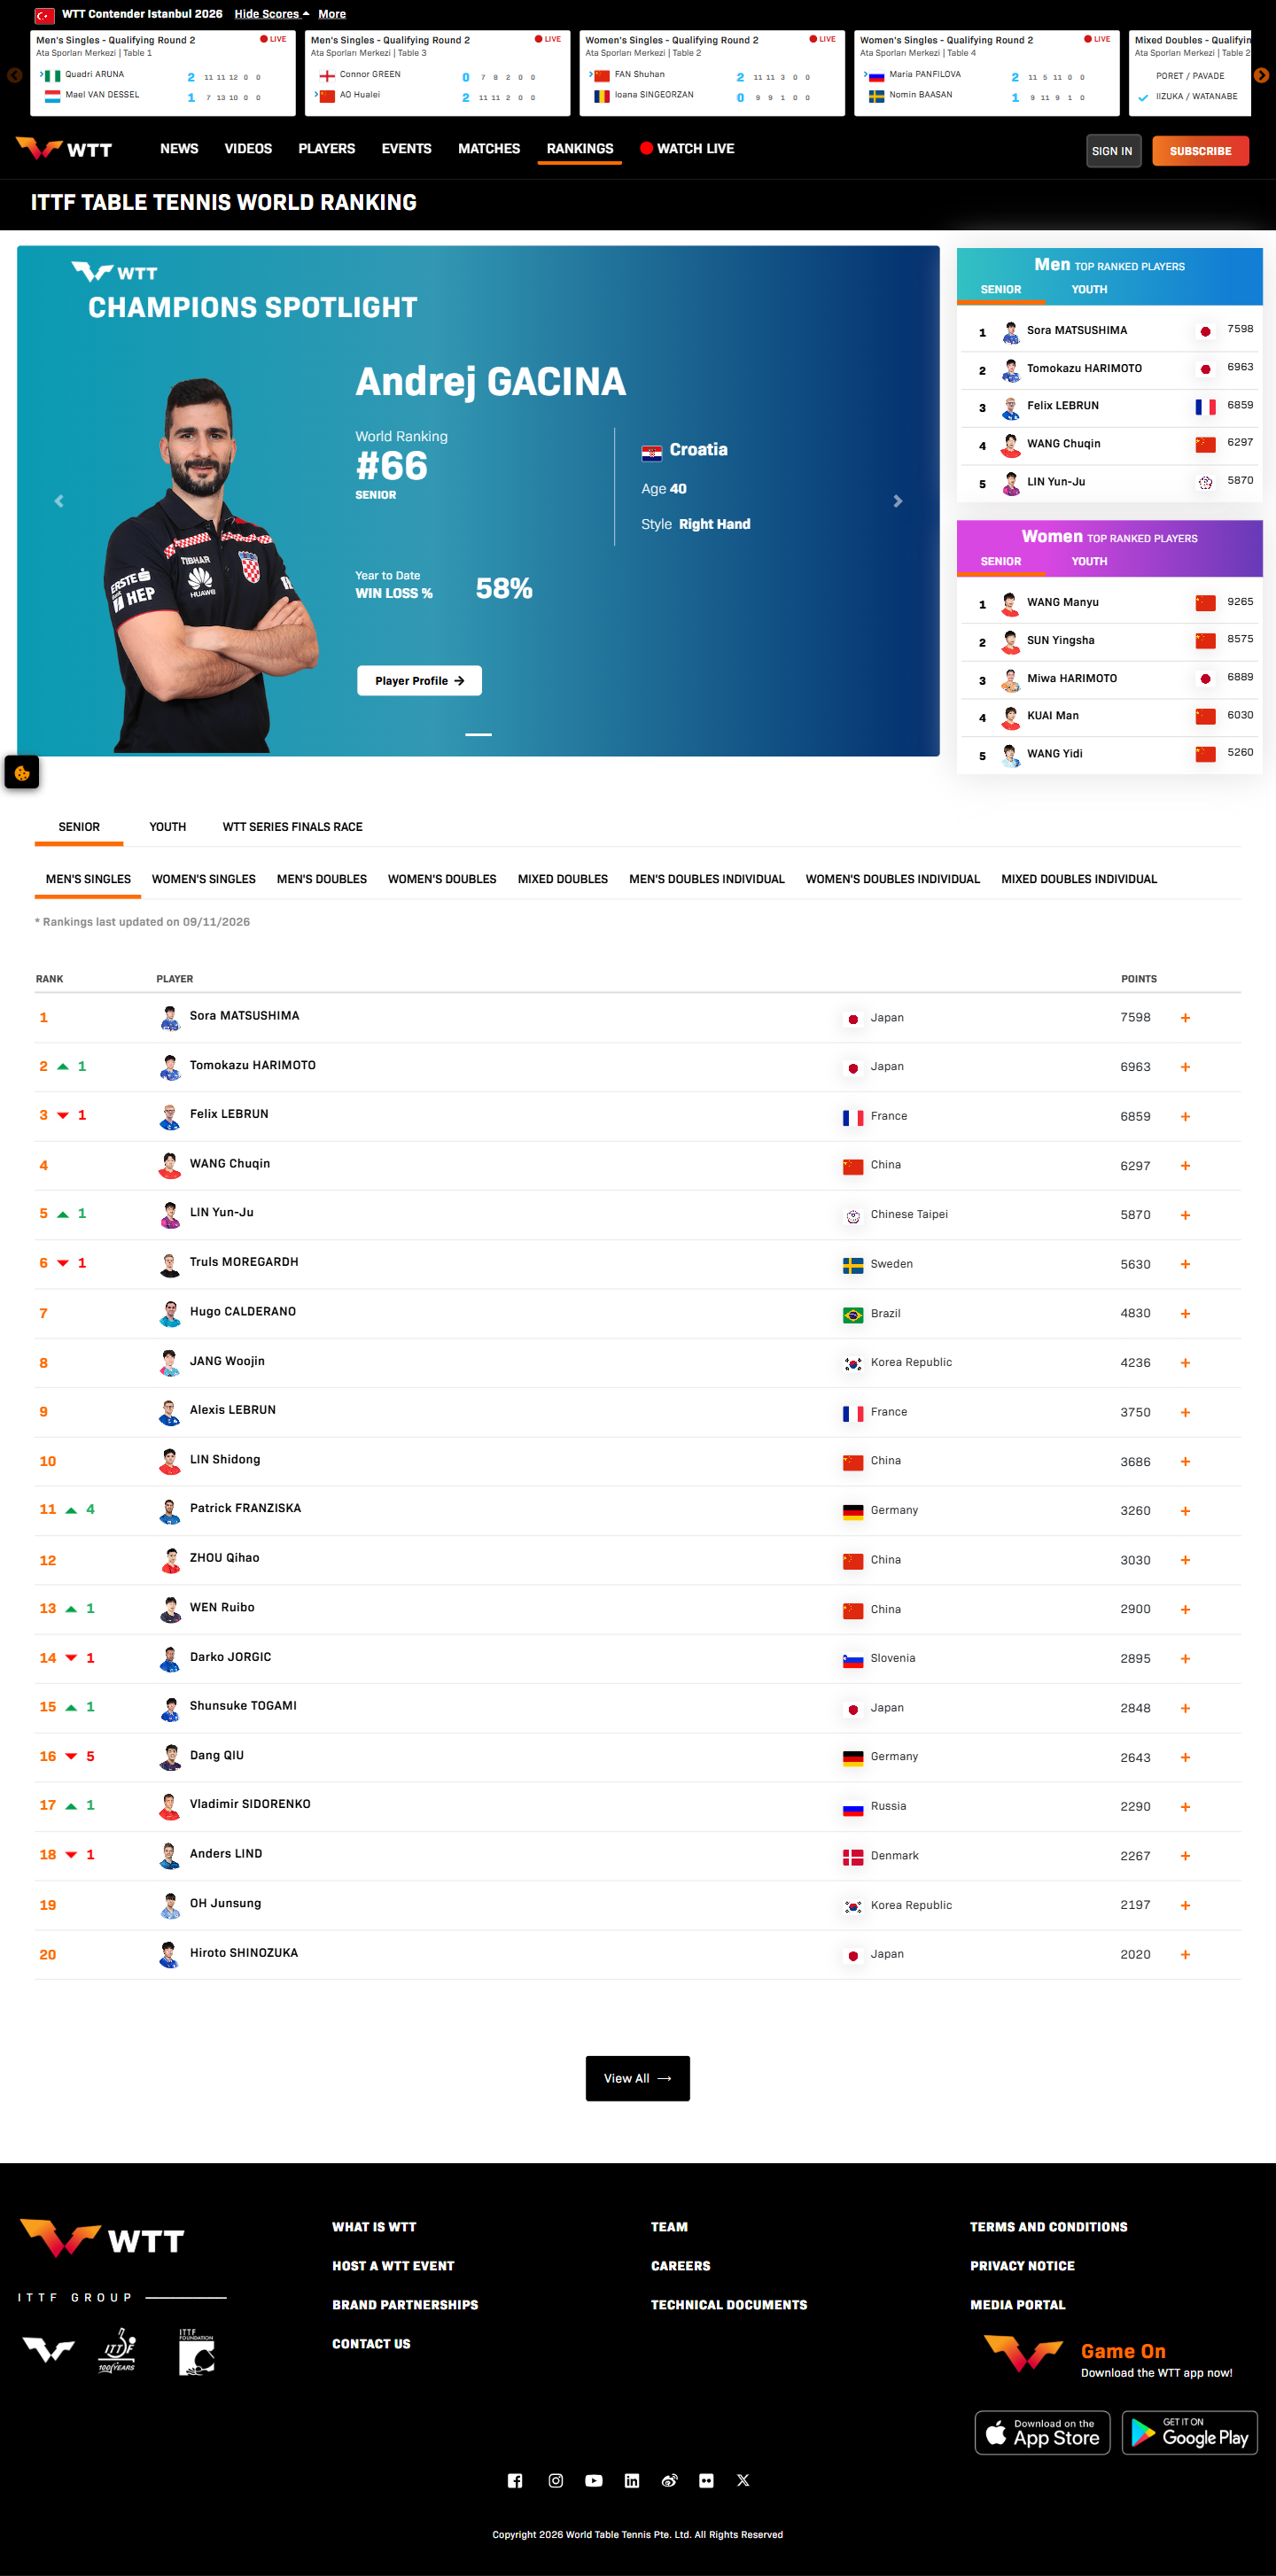 WTT Contender Istanbul 2026 Hide Scores More
Men's Singles - Qualifying Round 2 LIVE
Ata Sporları Merkezi | Table 1
Quadri ARUNA 2 11 11 12 0 0
Mael VAN DESSEL 1 7 13 10 0 0
Men's Singles - Qualifying Round 2 LIVE
Ata Sporları Merkezi | Table 3
Connor GREEN 0 7 8 2 0 0
AO Hualei 2 11 11 2 0 0
Women's Singles - Qualifying Round 2 LIVE
Ata Sporları Merkezi | Table 2
FAN Shuhan 2 11 11 3 0 0
Ioana SINGEORZAN 0 9 9 1 0 0
Women's Singles - Qualifying Round 2 LIVE
Ata Sporları Merkezi | Table 4
Maria PANFILOVA 2 11 5 11 0 0
Nomin BAASAN 1 9 11 9 1 0
Mixed Doubles - Qualifyin
Ata Sporları Merkezi | Table 2
PORET / PAVADE
IIZUKA / WATANABE
WTT NEWS VIDEOS PLAYERS EVENTS MATCHES RANKINGS WATCH LIVE SIGN IN SUBSCRIBE
ITTF TABLE TENNIS WORLD RANKING
WTT
CHAMPIONS SPOTLIGHT
Andrej GACINA
World Ranking
#66
SENIOR
Croatia
Age 40
Style Right Hand
Year to Date
WIN LOSS % 58%
Player Profile →
TIBHAR
HUAWEI
ERSTE
HEP
Men TOP RANKED PLAYERS
SENIOR YOUTH
1 Sora MATSUSHIMA 7598
2 Tomokazu HARIMOTO 6963
3 Felix LEBRUN 6859
4 WANG Chuqin 6297
5 LIN Yun-Ju 5870
Women TOP RANKED PLAYERS
SENIOR YOUTH
1 WANG Manyu 9265
2 SUN Yingsha 8575
3 Miwa HARIMOTO 6889
4 KUAI Man 6030
5 WANG Yidi 5260
SENIOR YOUTH WTT SERIES FINALS RACE
MEN'S SINGLES WOMEN'S SINGLES MEN'S DOUBLES WOMEN'S DOUBLES MIXED DOUBLES MEN'S DOUBLES INDIVIDUAL WOMEN'S DOUBLES INDIVIDUAL MIXED DOUBLES INDIVIDUAL
* Rankings last updated on 09/11/2026
RANK PLAYER POINTS
1 Sora MATSUSHIMA Japan 7598 +
2 1 Tomokazu HARIMOTO Japan 6963 +
3 1 Felix LEBRUN France 6859 +
4 WANG Chuqin China 6297 +
5 1 LIN Yun-Ju Chinese Taipei 5870 +
6 1 Truls MOREGARDH Sweden 5630 +
7 Hugo CALDERANO Brazil 4830 +
8 JANG Woojin Korea Republic 4236 +
9 Alexis LEBRUN France 3750 +
10 LIN Shidong China 3686 +
11 4 Patrick FRANZISKA Germany 3260 +
12 ZHOU Qihao China 3030 +
13 1 WEN Ruibo China 2900 +
14 1 Darko JORGIC Slovenia 2895 +
15 1 Shunsuke TOGAMI Japan 2848 +
16 5 Dang QIU Germany 2643 +
17 1 Vladimir SIDORENKO Russia 2290 +
18 1 Anders LIND Denmark 2267 +
19 OH Junsung Korea Republic 2197 +
20 Hiroto SHINOZUKA Japan 2020 +
View All →
WTT
ITTF GROUP
ITTF
100 YEARS
ITTF
FOUNDATION
WHAT IS WTT
HOST A WTT EVENT
BRAND PARTNERSHIPS
CONTACT US
TEAM
CAREERS
TECHNICAL DOCUMENTS
TERMS AND CONDITIONS
PRIVACY NOTICE
MEDIA PORTAL
Game On
Download the WTT app now!
Download on the
App Store
GET IT ON
Google Play
Copyright 2026 World Table Tennis Pte. Ltd. All Rights Reserved